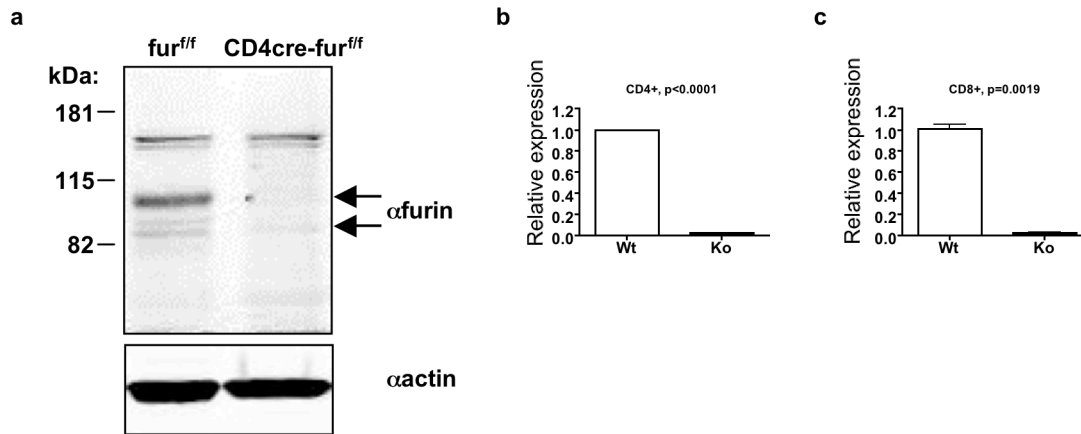 a
fur^f/f CD4cre-fur^f/f
kDa:
181
115
82
αfurin
αactin
b
CD4+, p<0.0001
Relative expression
1.2
1.0
0.8
0.6
0.4
0.2
0.0
Wt Ko
c
CD8+, p=0.0019
Relative expression
1.2
1.0
0.8
0.6
0.4
0.2
0.0
Wt Ko